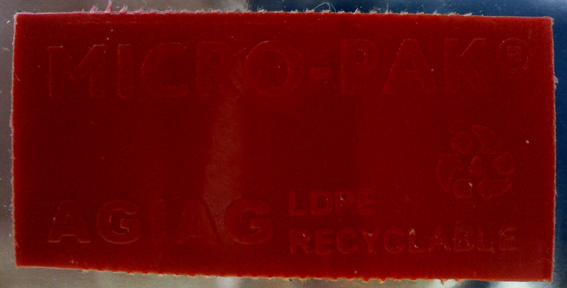 MICRO-PAK®
AG|AG
LDPE
RECYCLABLE